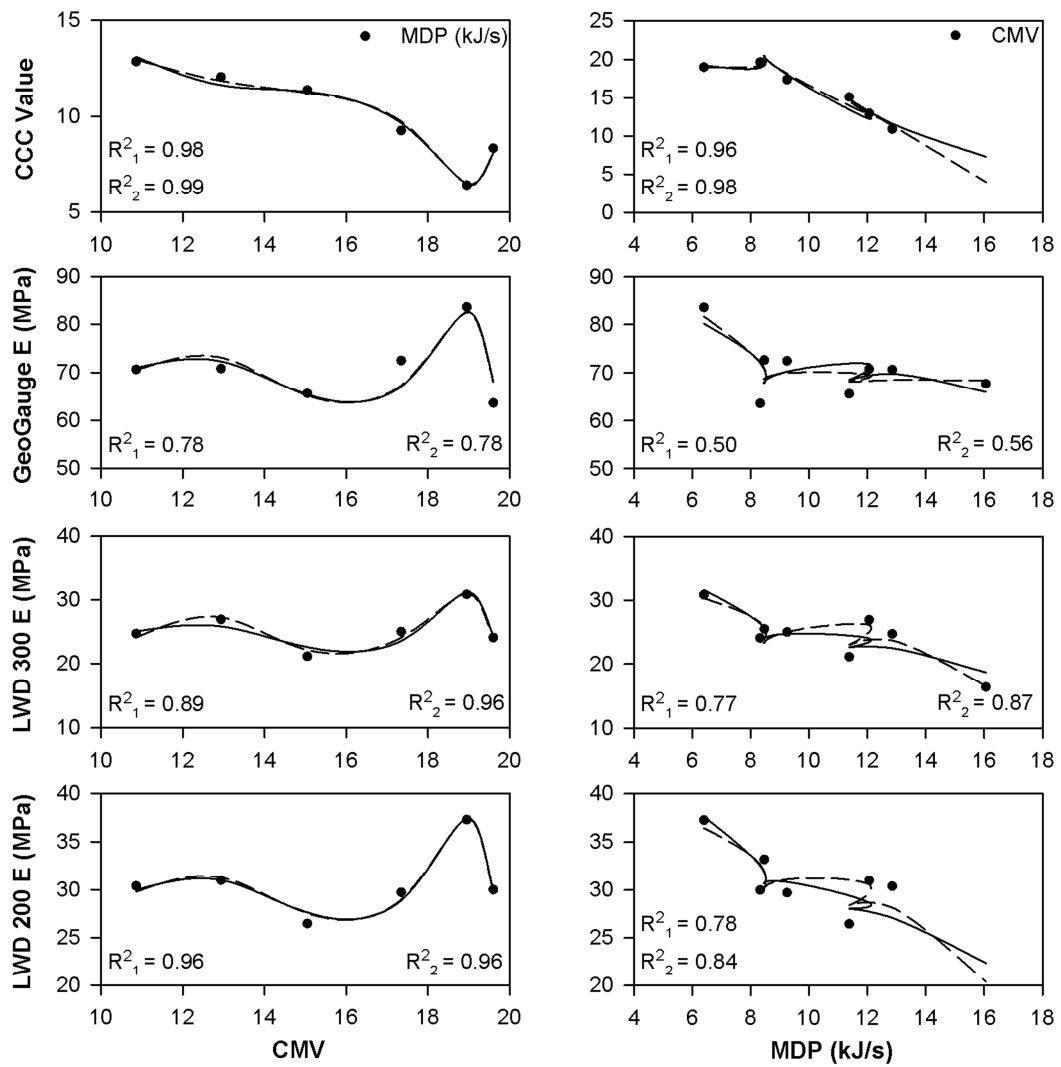 15
10
5
CCC Value
MDP (kJ/s)
R²₁ = 0.98
R²₂ = 0.99
10 12 14 16 18 20
25
20
15
10
5
0
CMV
R²₁ = 0.96
R²₂ = 0.98
4 6 8 10 12 14 16 18
90
80
70
60
50
GeoGauge E (MPa)
R²₁ = 0.78 R²₂ = 0.78
10 12 14 16 18 20
90
80
70
60
50
R²₁ = 0.50 R²₂ = 0.56
4 6 8 10 12 14 16 18
40
30
20
10
LWD 300 E (MPa)
R²₁ = 0.89 R²₂ = 0.96
10 12 14 16 18 20
40
30
20
10
R²₁ = 0.77 R²₂ = 0.87
4 6 8 10 12 14 16 18
40
35
30
25
20
LWD 200 E (MPa)
R²₁ = 0.96 R²₂ = 0.96
10 12 14 16 18 20
CMV
40
35
30
25
20
R²₁ = 0.78
R²₂ = 0.84
4 6 8 10 12 14 16 18
MDP (kJ/s)